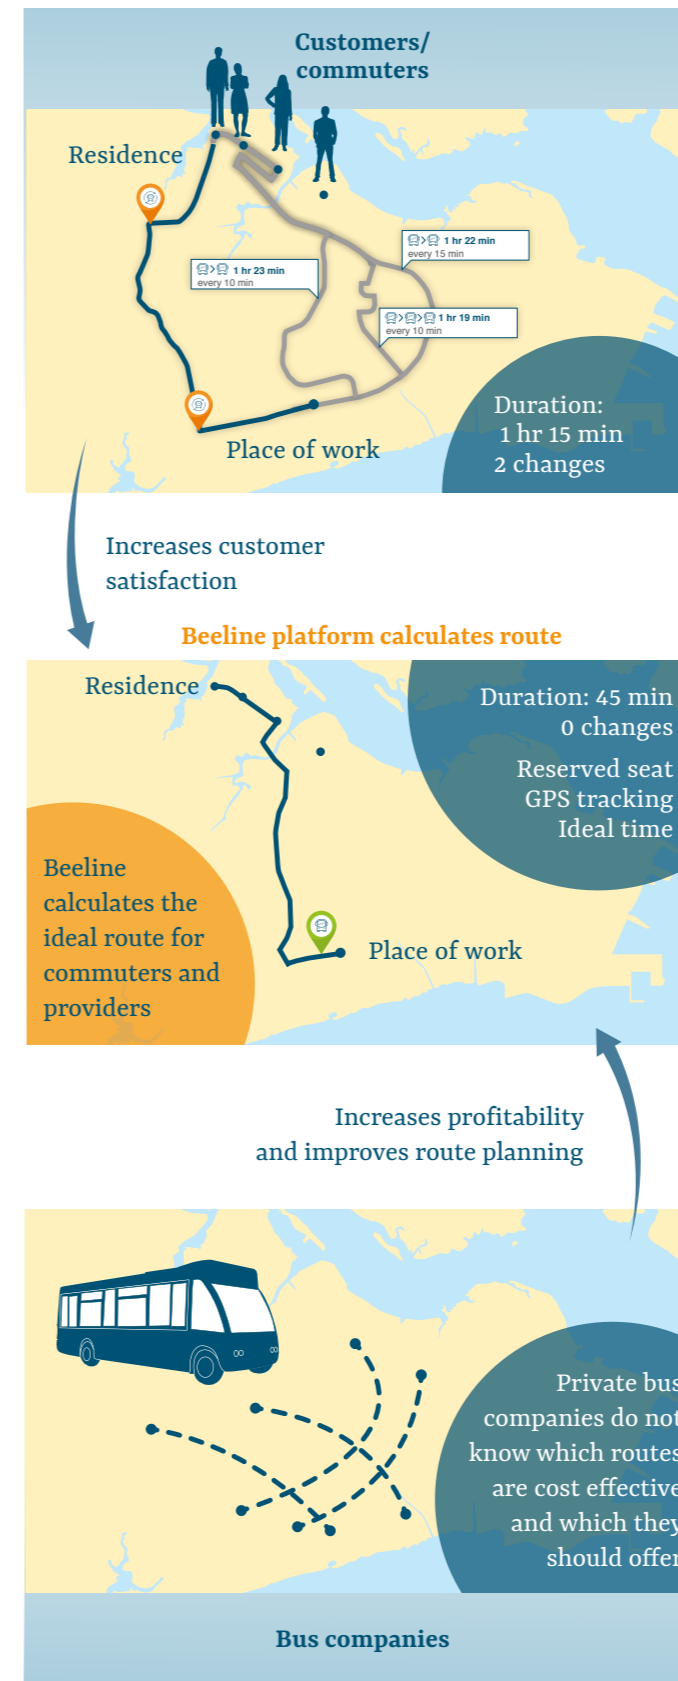 Customers/
commuters
Residence
1 hr 22 min
every 15 min
> 1 hr 23 min
every 10 min
> > 1 hr 19 min
every 10 min
Duration:
1 hr 15 min
2 changes
Place of work
Increases customer
satisfaction
Beeline platform calculates route
Residence
Duration: 45 min
0 changes
Reserved seat
GPS tracking
Ideal time
Beeline
calculates the
ideal route for
commuters and
providers
Place of work
Increases profitability
and improves route planning
Private bus
companies do not
know which routes
are cost effective
and which they
should offer
Bus companies